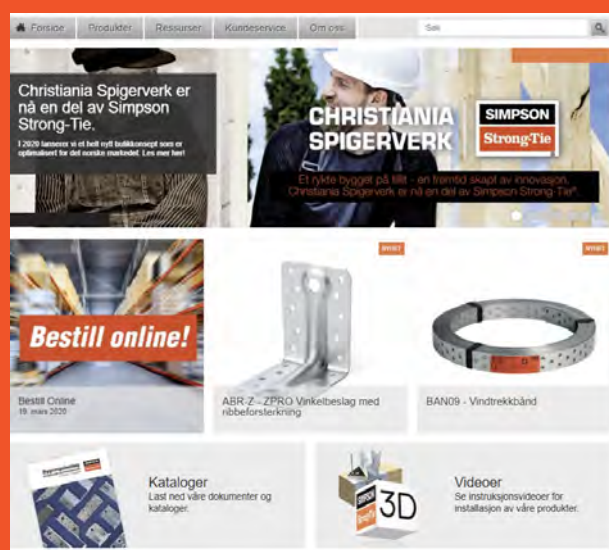 Forside Produkter Ressurser Kundeservice Om oss Søk
Christiania Spigerverk er
nå en del av Simpson
Strong-Tie.
I 2020 lanserer vi et helt nytt butikkonsept som er
optimalisert for det norske markedet. Les mer her!
CHRISTIANIA
SPIGERVERK
SIMPSON
Strong-Tie
Et rykte bygget på tillit - en fremtid skapt av innovasjon.
Christiania Spigerverk er nå en del av Simpson Strong-Tie®.
Bestill online!
NYHET
NYHET
Bestill Online
19. mars 2020
ABR-Z - ZPRO Vinkelbeslag med
ribbeforsterkning
BAN09 - Vindtrekkbånd
Kataloger
Last ned våre dokumenter og
kataloger.
SIMPSON
Strong-Tie
3D
Videoer
Se instruksjonsvideoer for
installasjon av våre produkter.